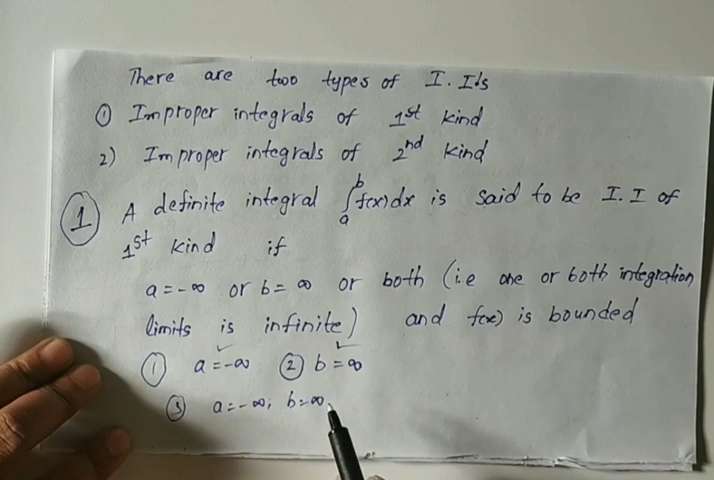 There are two types of I. I's
① Improper integrals of 1st kind
2) Improper integrals of 2nd kind
① A definite integral ∫ₐᵇ f(x)dx is said to be I. I of
1st kind if
a = -∞ or b = ∞ or both (i.e one or both integration
limits is infinite) and f(x) is bounded
① a = -∞ ② b = ∞
③ a = -∞, b = ∞